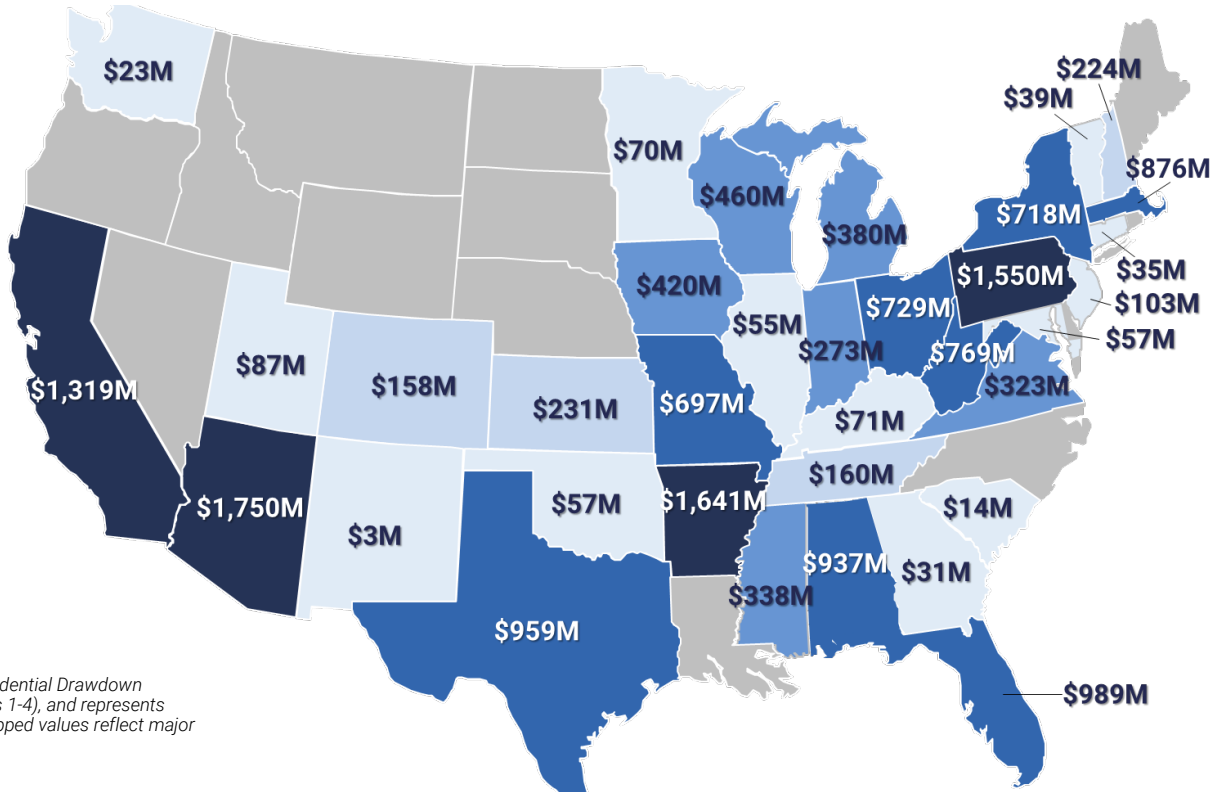 $224M
$23M
$39M
$70M
$876M
$460M
$718M
$380M
$1,550M
$35M
$420M
$103M
$729M
$55M
$57M
$273M
$769M
$87M
$158M
$323M
$1,319M
$231M
$697M
$71M
$160M
$1,641M
$57M
$1,750M
$14M
$3M
$937M
$31M
$338M
$959M
dential Drawdown
s 1-4), and represents
$989M
pped values reflect major